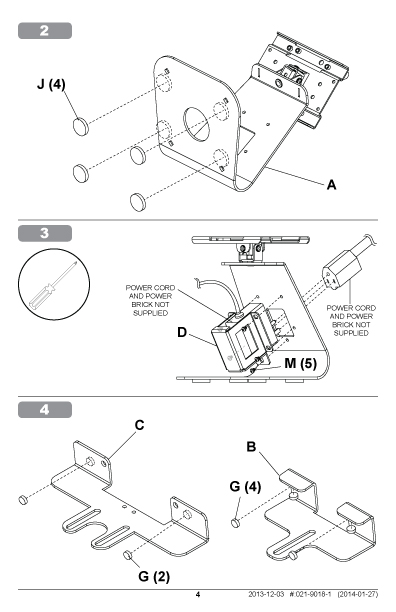 2
J (4)
A
3
POWER CORD
AND POWER
BRICK NOT
SUPPLIED
D
POWER CORD
AND POWER
BRICK NOT
SUPPLIED
M (5)
4
C
B
G (4)
G (2)
4
2013-12-03 #:021-9018-1 (2014-01-27)